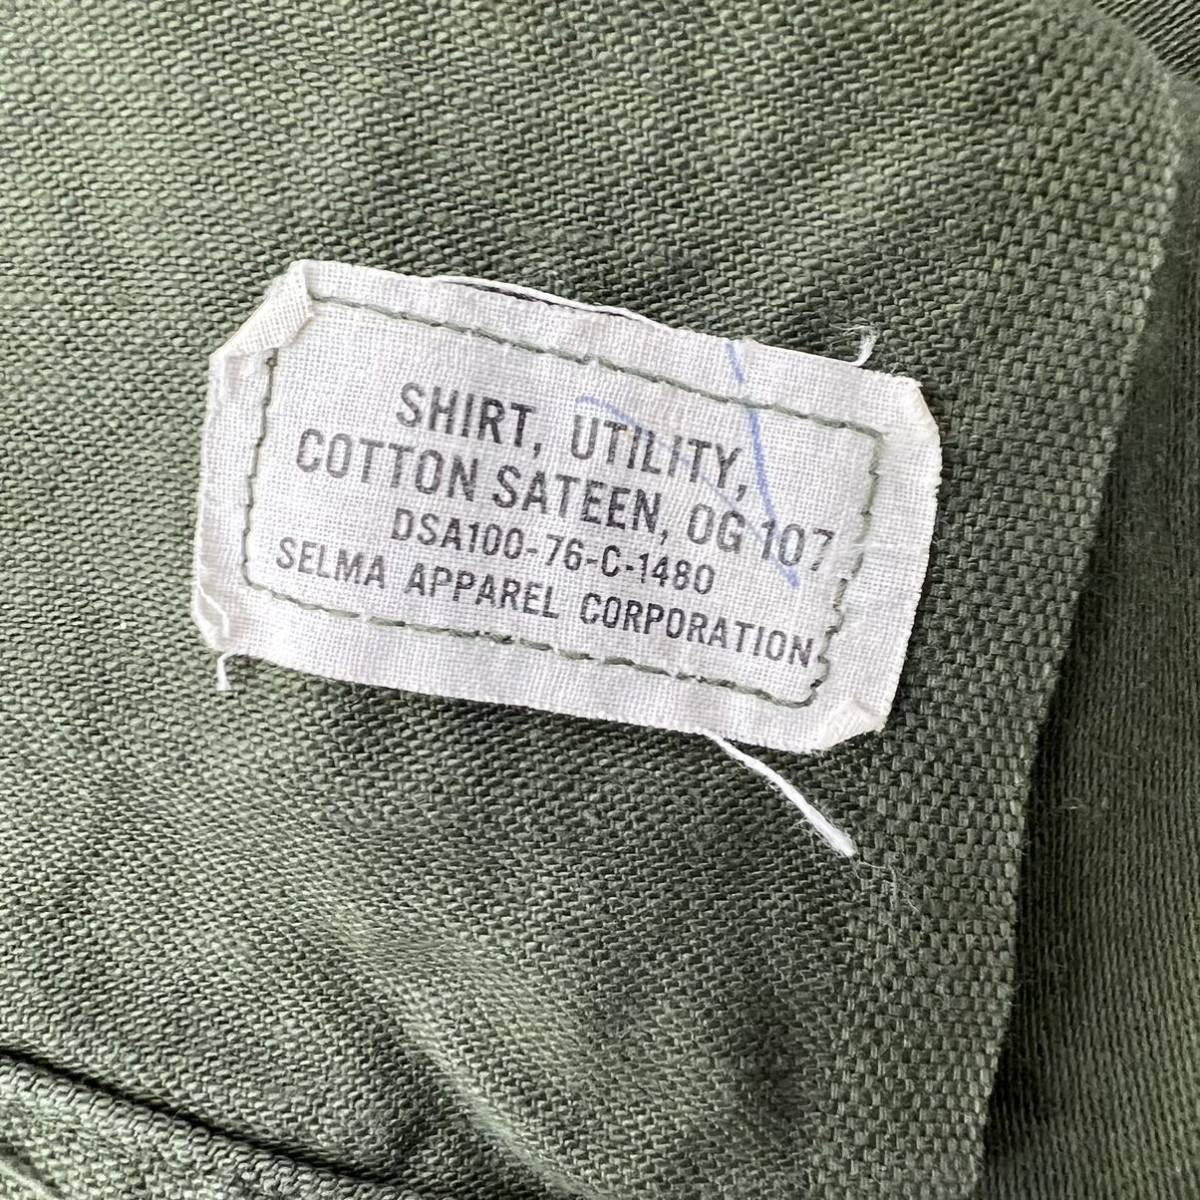 SHIRT, UTILITY,
COTTON SATEEN, OG 107
DSA100-76-C-1480
SELMA APPAREL CORPORATION